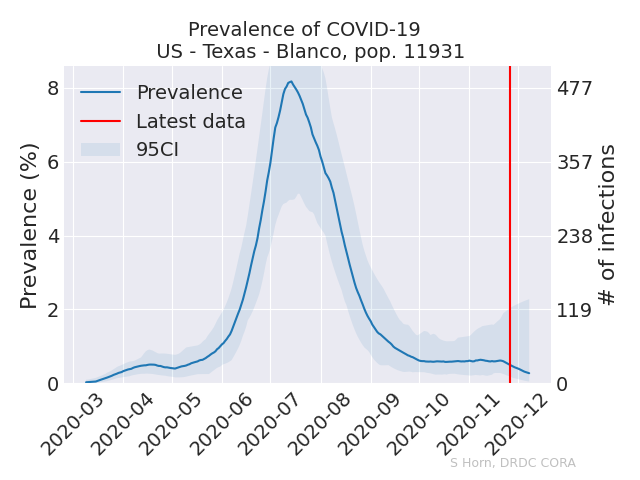 Prevalence of COVID-19
US - Texas - Blanco, pop. 11931
Prevalence
Latest data
95CI
Prevalence (%)
8
6
4
2
0
477
357
238
119
0
# of infections
2020-03
2020-04
2020-05
2020-06
2020-07
2020-08
2020-09
2020-10
2020-11
2020-12
S Horn, DRDC CORA